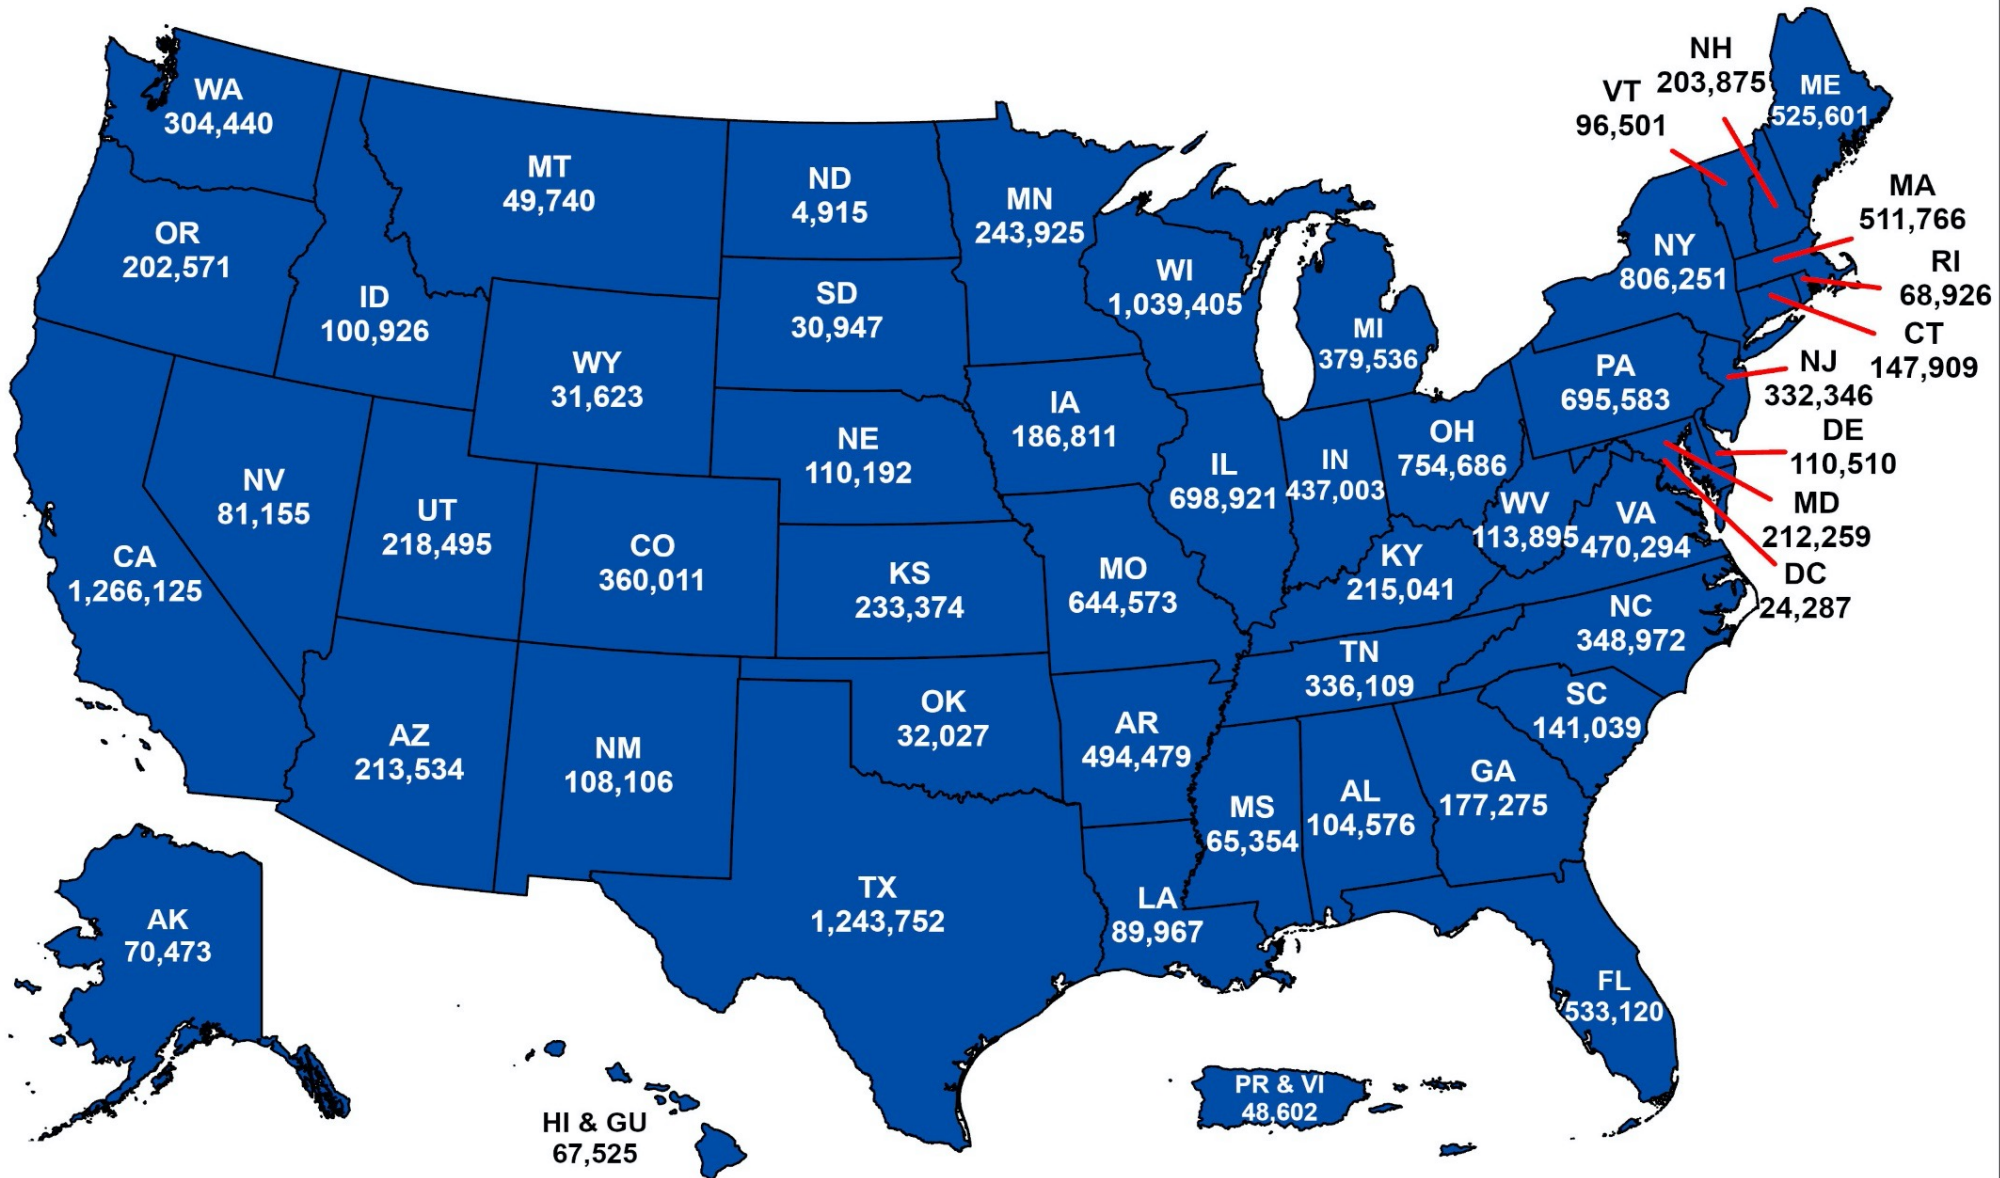 NH
203,875
VT
96,501
ME
525,601
WA
304,440
MT
49,740
ND
4,915
MN
243,925
MA
511,766
OR
202,571
ID
100,926
SD
30,947
WI
1,039,405
NY
806,251
RI
68,926
WY
31,623
MI
379,536
CT
147,909
PA
695,583
NJ
332,346
NE
110,192
IA
186,811
OH
754,686
DE
110,510
NV
81,155
UT
218,495
IL
698,921
IN
437,003
WV
113,895
VA
470,294
MD
212,259
CA
1,266,125
CO
360,011
KS
233,374
MO
644,573
KY
215,041
DC
24,287
NC
348,972
TN
336,109
AZ
213,534
NM
108,106
OK
32,027
AR
494,479
SC
141,039
MS
65,354
AL
104,576
GA
177,275
TX
1,243,752
LA
89,967
AK
70,473
FL
533,120
HI & GU
67,525
PR & VI
48,602